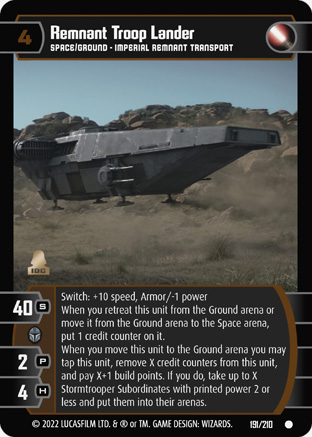 4
Remnant Troop Lander
SPACE/GROUND - IMPERIAL REMNANT TRANSPORT
IDC
40 S
2 P
4 H
Switch: +10 speed, Armor/-1 power
When you retreat this unit from the Ground arena or
move it from the Ground arena to the Space arena,
put 1 credit counter on it.
When you move this unit to the Ground arena you may
tap this unit, remove X credit counters from this unit,
and pay X+1 build points. If you do, take up to X
Stormtrooper Subordinates with printed power 2 or
less and put them into their arenas.
© 2022 LUCASFILM LTD. & ® or TM. GAME DESIGN: WIZARDS. 191/210